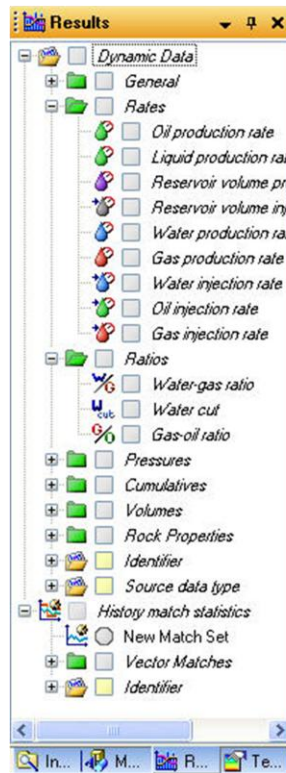 Results
Dynamic Data
General
Rates
Oil production rate
Liquid production ra
Reservoir volume pr
Reservoir volume inj
Water production ra
Gas production rate
Water injection rate
Oil injection rate
Gas injection rate
Ratios
W/G Water-gas ratio
Wcut Water cut
G/O Gas-oil ratio
Pressures
Cumulatives
Volumes
Rock Properties
Identifier
Source data type
History match statistics
New Match Set
Vector Matches
Identifier
In... M... R... Te...